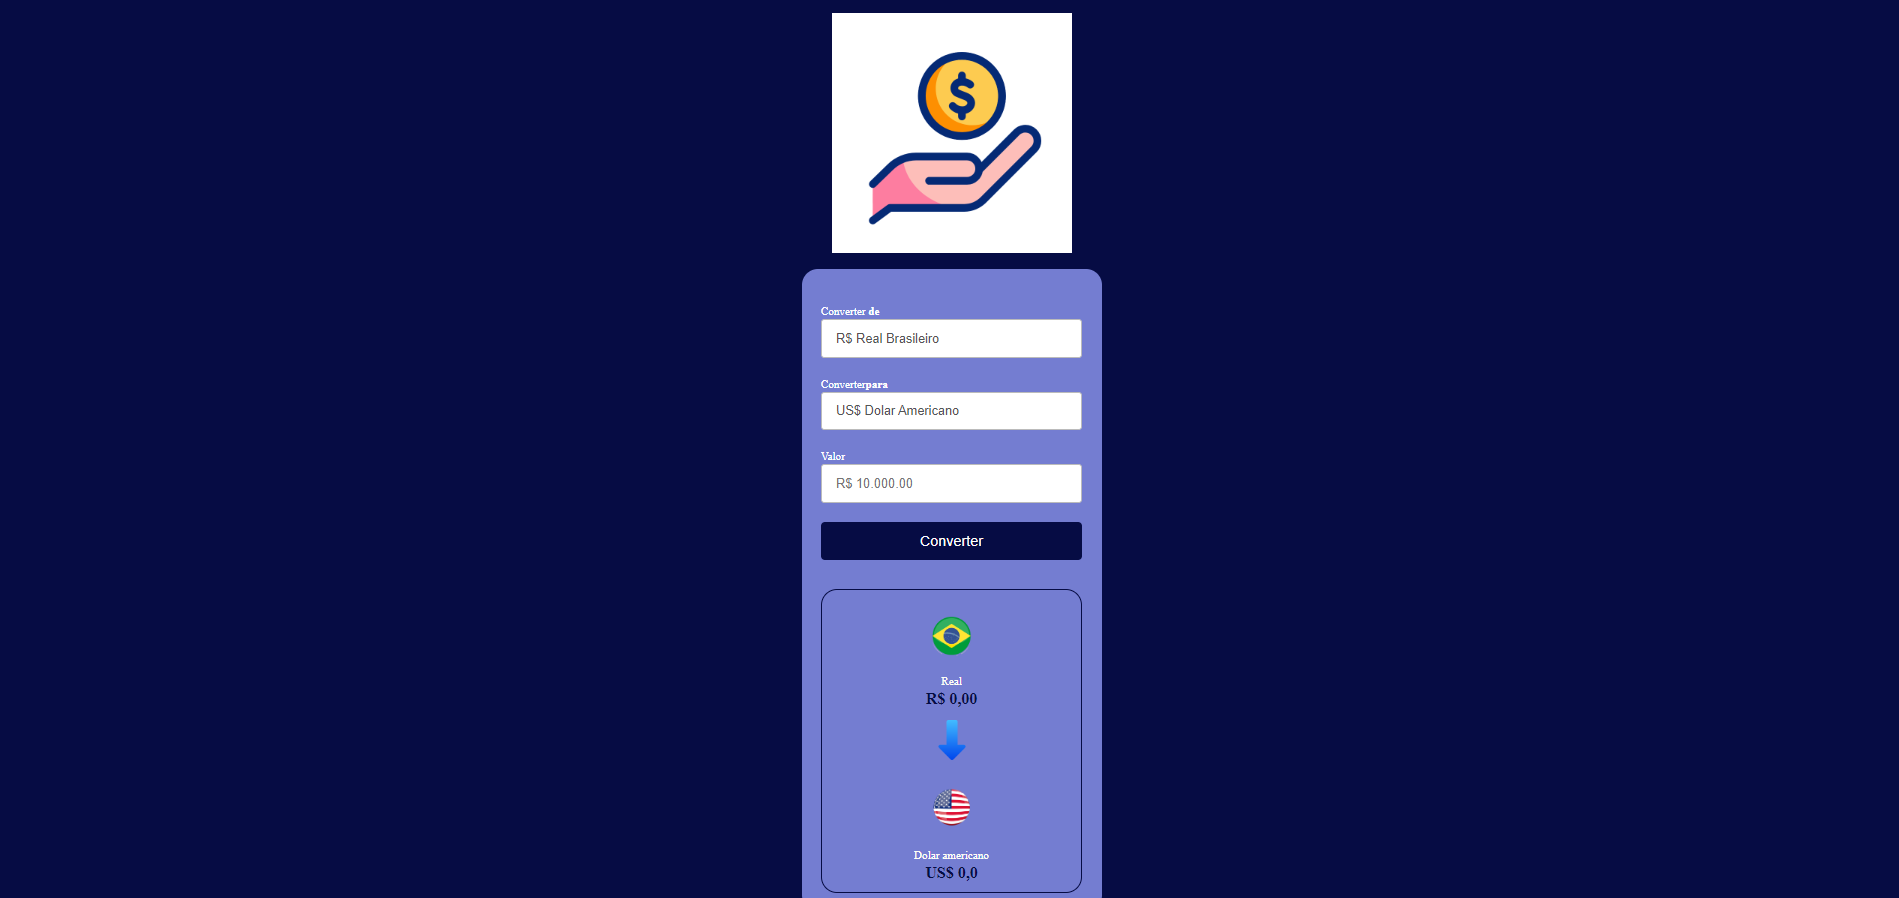 $
Converter de
R$ Real Brasileiro
Converterpara
US$ Dolar Americano
Valor
R$ 10.000.00
Converter
Real
R$ 0,00
Dolar americano
US$ 0,0